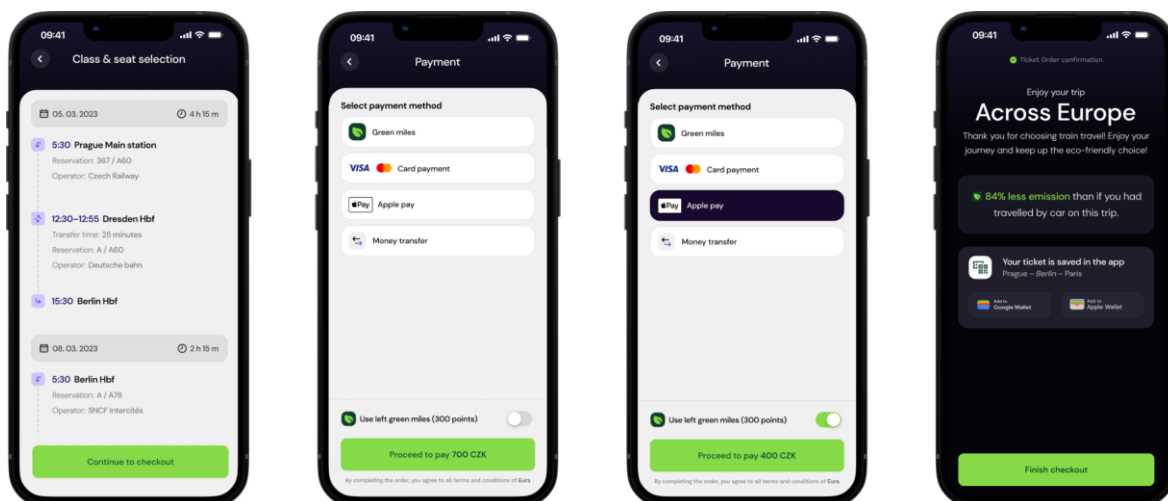 09:41
Class & seat selection
05. 03. 2023 4 h 15 m
5:30 Prague Main station
Reservation: 367 / A60
Operator: Czech Railway
12:30–12:55 Dresden Hbf
Transfer time: 25 minutes
Reservation: A / A60
Operator: Deutsche bahn
15:30 Berlin Hbf
08. 03. 2023 2 h 15 m
5:30 Berlin Hbf
Reservation: A / A78
Operator: SNCF Intercités
Continue to checkout
09:41
Payment
Select payment method
Green miles
VISA Card payment
Pay Apple pay
Money transfer
Use left green miles (300 points)
Proceed to pay 700 CZK
By completing the order, you agree to all terms and conditions of Eura
09:41
Payment
Select payment method
Green miles
VISA Card payment
Pay Apple pay
Money transfer
Use left green miles (300 points)
Proceed to pay 400 CZK
By completing the order, you agree to all terms and conditions of Eura
09:41
Ticket Order confirmation
Enjoy your trip
Across Europe
Thank you for choosing train travel! Enjoy your
journey and keep up the eco-friendly choice!
84% less emission than if you had
travelled by car on this trip.
Your ticket is saved in the app
Prague – Berlin – Paris
Add to
Google Wallet
Add to
Apple Wallet
Finish checkout